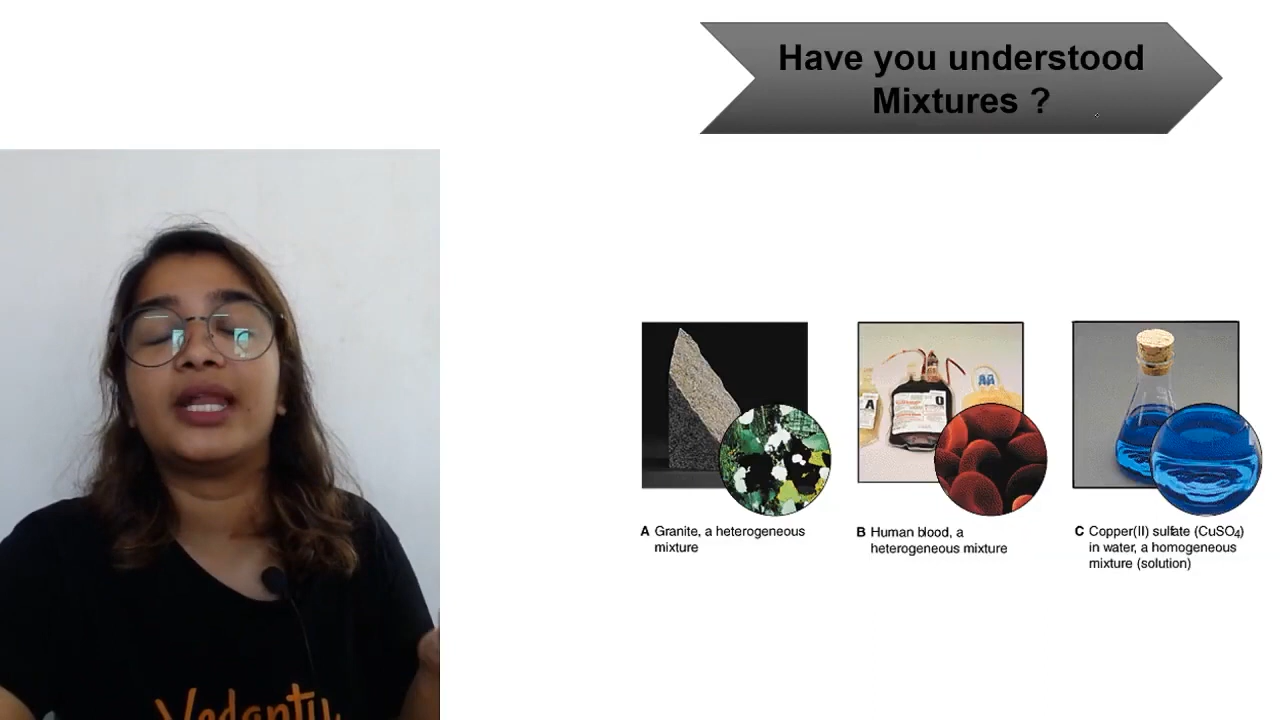 Have you understood
Mixtures ?
A
O
A Granite, a heterogeneous
mixture
B Human blood, a
heterogeneous mixture
C Copper(II) sulfate (CuSO4)
in water, a homogeneous
mixture (solution)
Vedantu